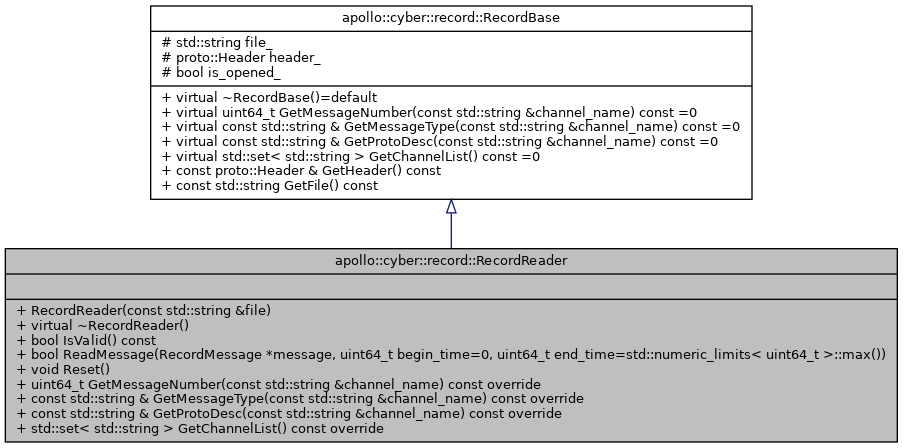 apollo::cyber::record::RecordBase
# std::string file_
# proto::Header header_
# bool is_opened_
+ virtual ~RecordBase()=default
+ virtual uint64_t GetMessageNumber(const std::string &channel_name) const =0
+ virtual const std::string & GetMessageType(const std::string &channel_name) const =0
+ virtual const std::string & GetProtoDesc(const std::string &channel_name) const =0
+ virtual std::set< std::string > GetChannelList() const =0
+ const proto::Header & GetHeader() const
+ const std::string GetFile() const
apollo::cyber::record::RecordReader
+ RecordReader(const std::string &file)
+ virtual ~RecordReader()
+ bool IsValid() const
+ bool ReadMessage(RecordMessage *message, uint64_t begin_time=0, uint64_t end_time=std::numeric_limits< uint64_t >::max())
+ void Reset()
+ uint64_t GetMessageNumber(const std::string &channel_name) const override
+ const std::string & GetMessageType(const std::string &channel_name) const override
+ const std::string & GetProtoDesc(const std::string &channel_name) const override
+ std::set< std::string > GetChannelList() const override